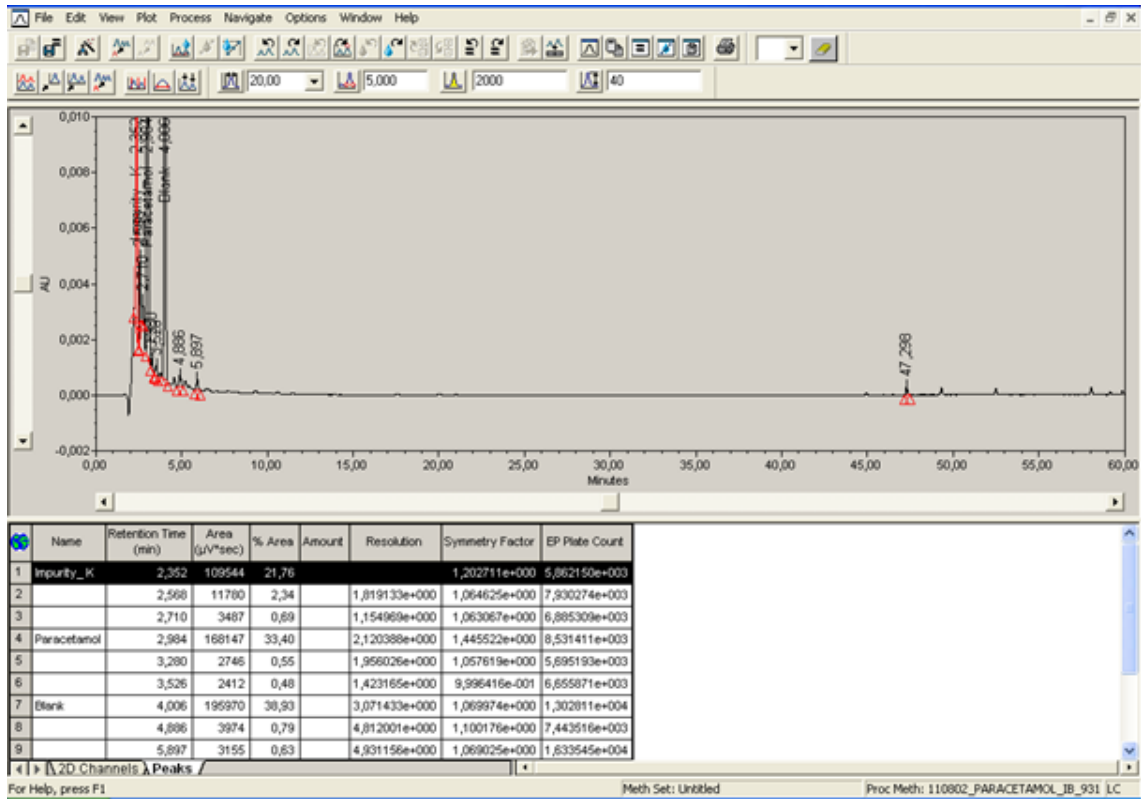 File Edit View Plot Process Navigate Options Window Help
20,00 5,000 2000 40
0,010
0,008
0,006
0,004
0,002
0,000
-0,002
AU
Impurity_K 2,352
2,710
Paracetamol
Blank 4,006
4,886
5,897
47,298
0,00 5,00 10,00 15,00 20,00 25,00 30,00 35,00 40,00 45,00 50,00 55,00 60,00
Minutes
Name Retention Time (min) Area (µV*sec) % Area Amount Resolution Symmetry Factor EP Plate Count
1 Impurity_K 2,352 109544 21,76 1,202711e+000 5,862150e+003
2 2,568 11780 2,34 1,819133e+000 1,064625e+000 7,930274e+003
3 2,710 3487 0,69 1,154969e+000 1,063067e+000 6,885309e+003
4 Paracetamol 2,984 168147 33,40 2,120388e+000 1,445522e+000 8,531411e+003
5 3,280 2746 0,55 1,956026e+000 1,057619e+000 5,695193e+003
6 3,526 2412 0,48 1,423165e+000 9,996416e-001 6,655871e+003
7 Blank 4,006 195970 38,93 3,071433e+000 1,069974e+000 1,302811e+004
8 4,886 3974 0,79 4,812001e+000 1,100176e+000 7,443516e+003
9 5,897 3155 0,63 4,931156e+000 1,069025e+000 1,633545e+004
2D Channels Peaks
For Help, press F1 Meth Set: Untitled Proc Meth: 110802_PARACETAMOL_IB_931 LC